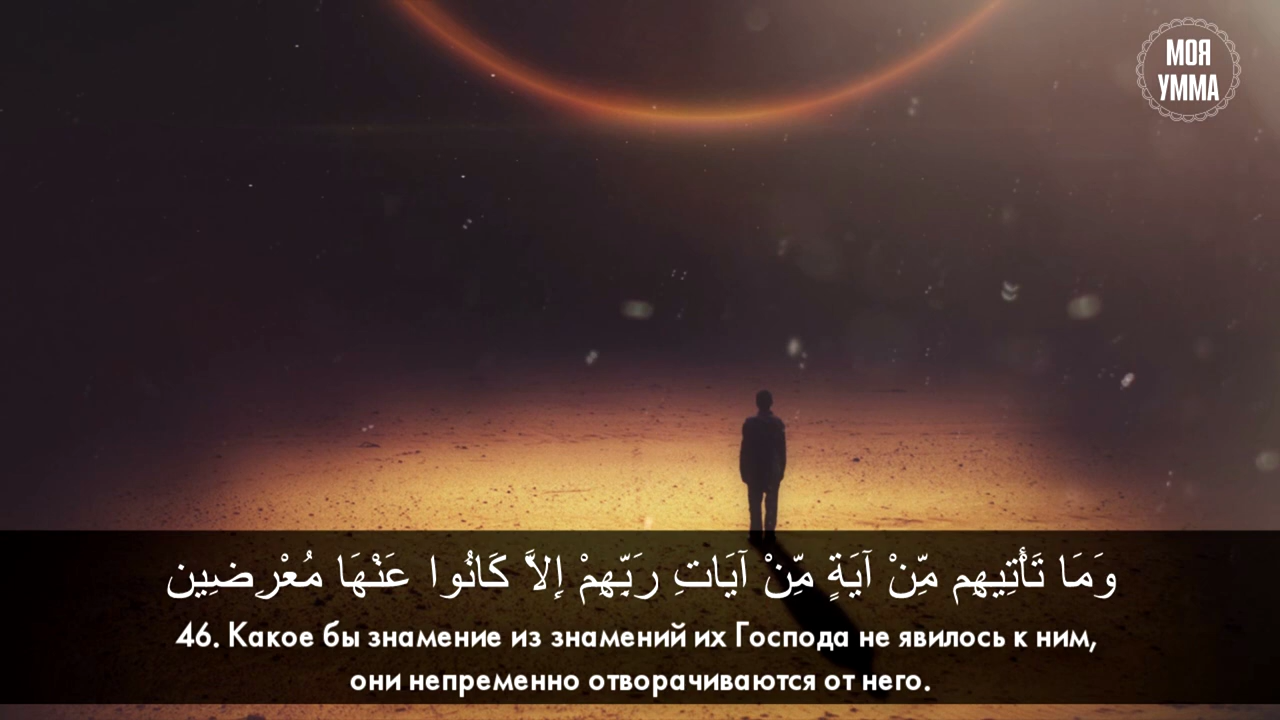 МОЯ
УММА
وَمَا تَأْتِيهِم مِّنْ آيَةٍ مِّنْ آيَاتِ رَبِّهِمْ إِلاَّ كَانُوا عَنْهَا مُعْرِضِين
46. Какое бы знамение из знамений их Господа не явилось к ним,
они непременно отворачиваются от него.